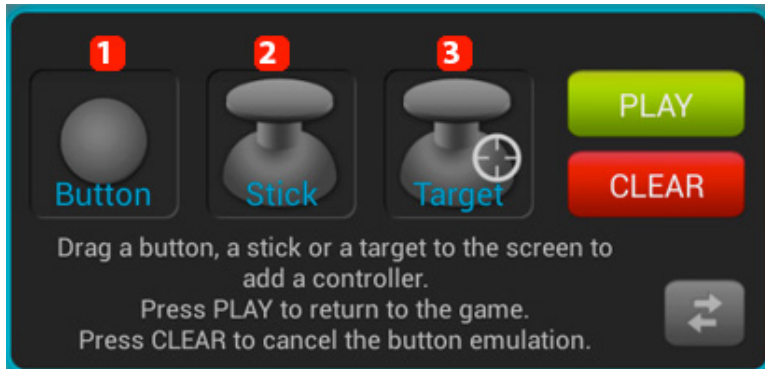 1 2 3
Button Stick Target
PLAY
CLEAR
Drag a button, a stick or a target to the screen to
add a controller.
Press PLAY to return to the game.
Press CLEAR to cancel the button emulation.